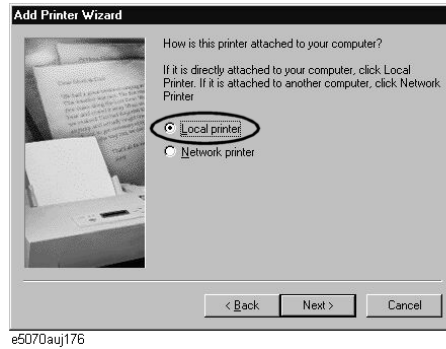 Add Printer Wizard
How is this printer attached to your computer?
If it is directly attached to your computer, click Local
Printer. If it is attached to another computer, click Network
Printer
Local printer
Network printer
< Back
Next >
Cancel
e5070auj176